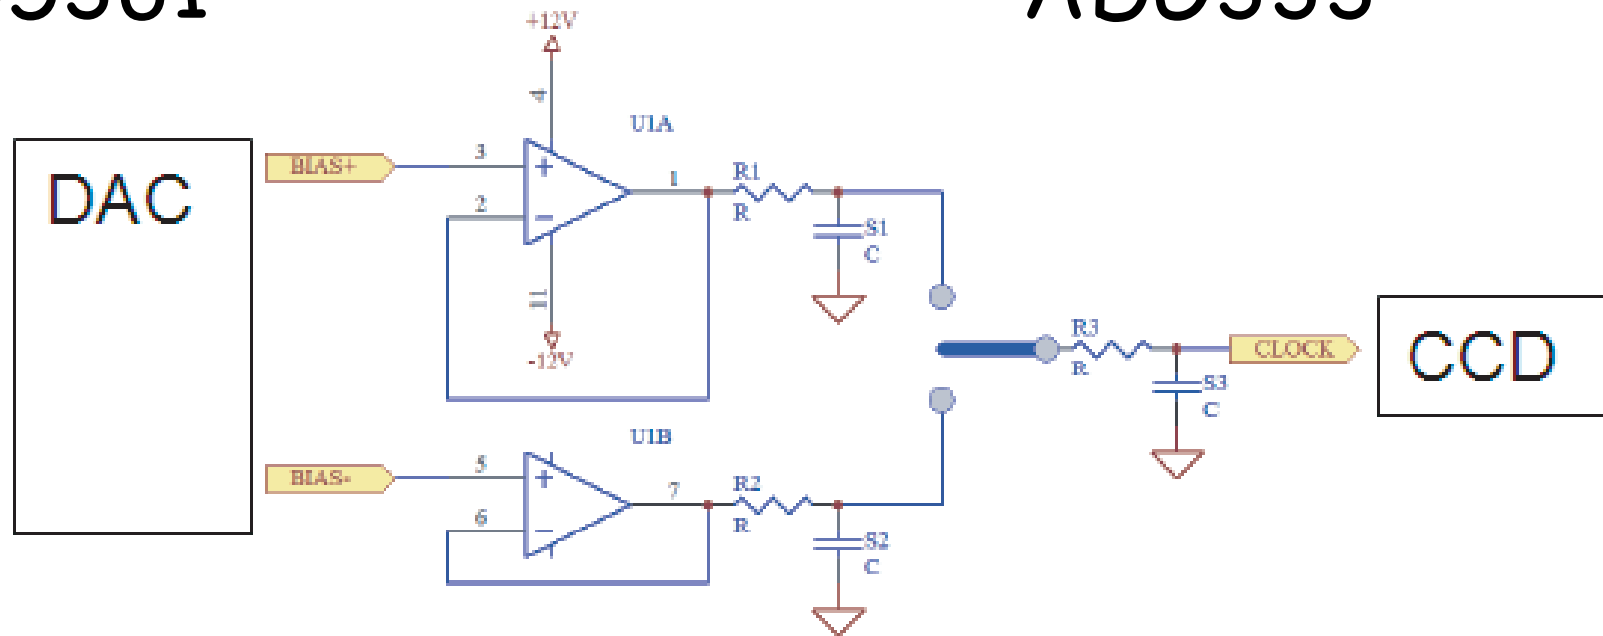 +12V
4
U1A
DAC
BIAS+
3
1
R1
R
2
S1
C
11
-12V
R3
R
CLOCK
CCD
S3
C
U1B
BIAS-
5
7
R2
R
6
S2
C